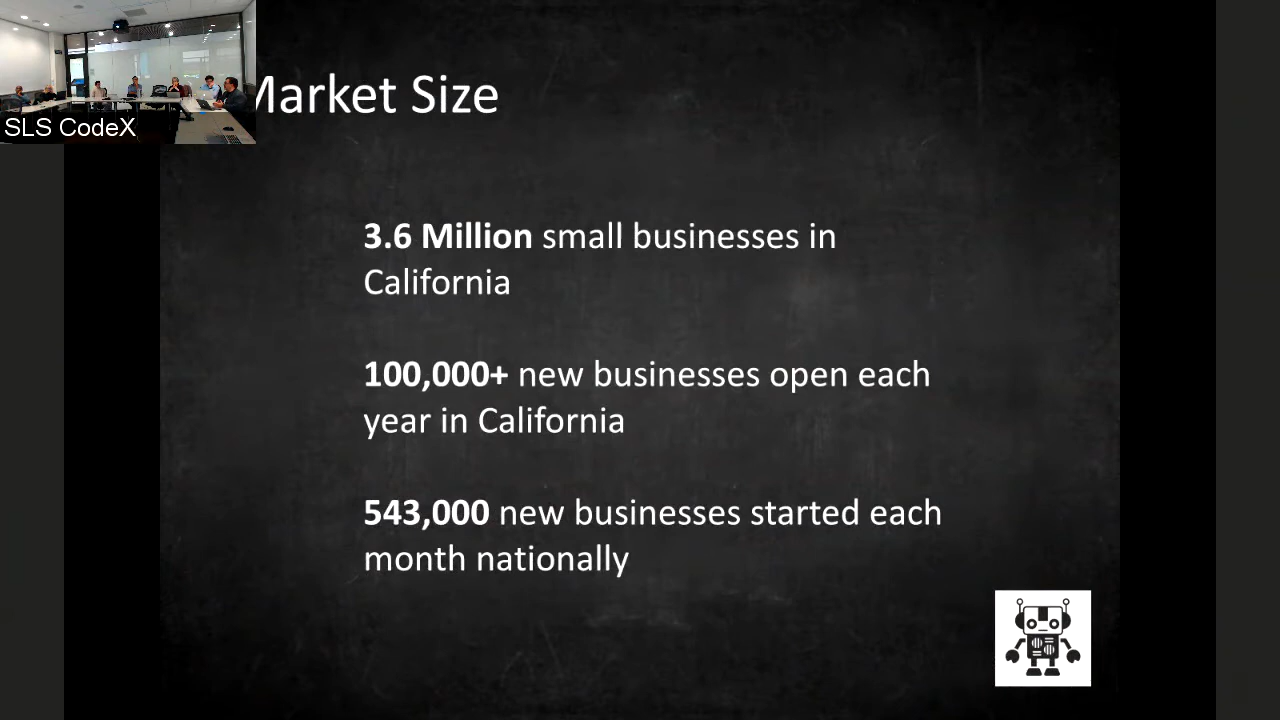 Market Size
SLS CodeX
3.6 Million small businesses in
California
100,000+ new businesses open each
year in California
543,000 new businesses started each
month nationally